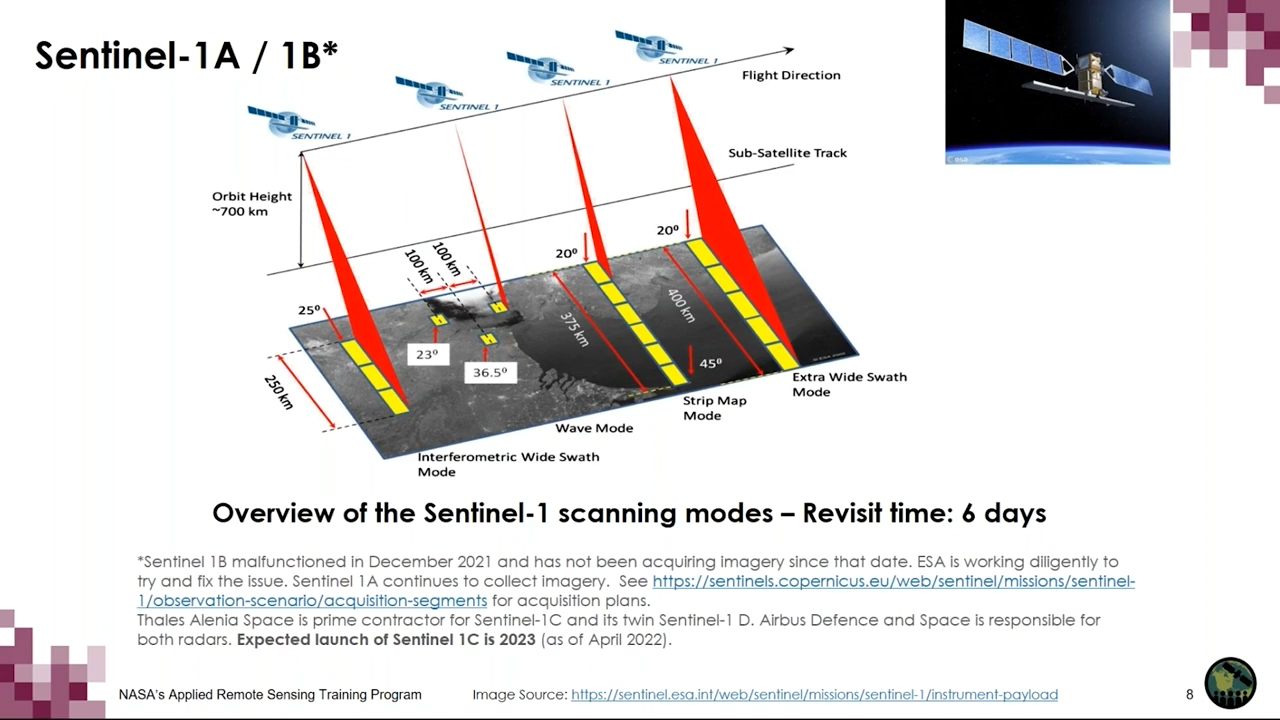 Sentinel-1A / 1B*
SENTINEL 1
SENTINEL 1
SENTINEL 1
SENTINEL 1
Flight Direction
Sub-Satellite Track
Orbit Height
~700 km
100 km
100 km
20⁰
20⁰
25⁰
23⁰
36.5⁰
250 km
375 km
400 km
45⁰
Extra Wide Swath
Mode
Strip Map
Mode
Wave Mode
Interferometric Wide Swath
Mode
esa
Overview of the Sentinel-1 scanning modes – Revisit time: 6 days
*Sentinel 1B malfunctioned in December 2021 and has not been acquiring imagery since that date. ESA is working diligently to
try and fix the issue. Sentinel 1A continues to collect imagery. See https://sentinels.copernicus.eu/web/sentinel/missions/sentinel-
1/observation-scenario/acquisition-segments for acquisition plans.
Thales Alenia Space is prime contractor for Sentinel-1C and its twin Sentinel-1 D. Airbus Defence and Space is responsible for
both radars. Expected launch of Sentinel 1C is 2023 (as of April 2022).
NASA's Applied Remote Sensing Training Program
Image Source: https://sentinel.esa.int/web/sentinel/missions/sentinel-1/instrument-payload
8